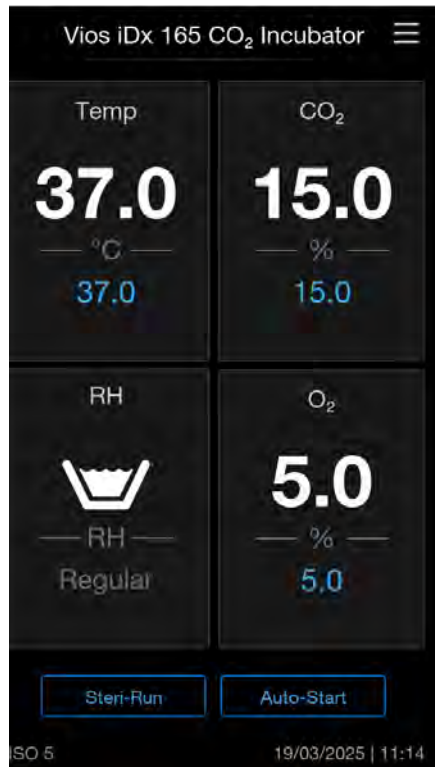 Vios iDx 165 CO₂ Incubator
Temp
37.0
°C
37.0
CO₂
15.0
%
15.0
RH
RH
Regular
O₂
5.0
%
5.0
Steri-Run
Auto-Start
ISO 5
19/03/2025 | 11:14